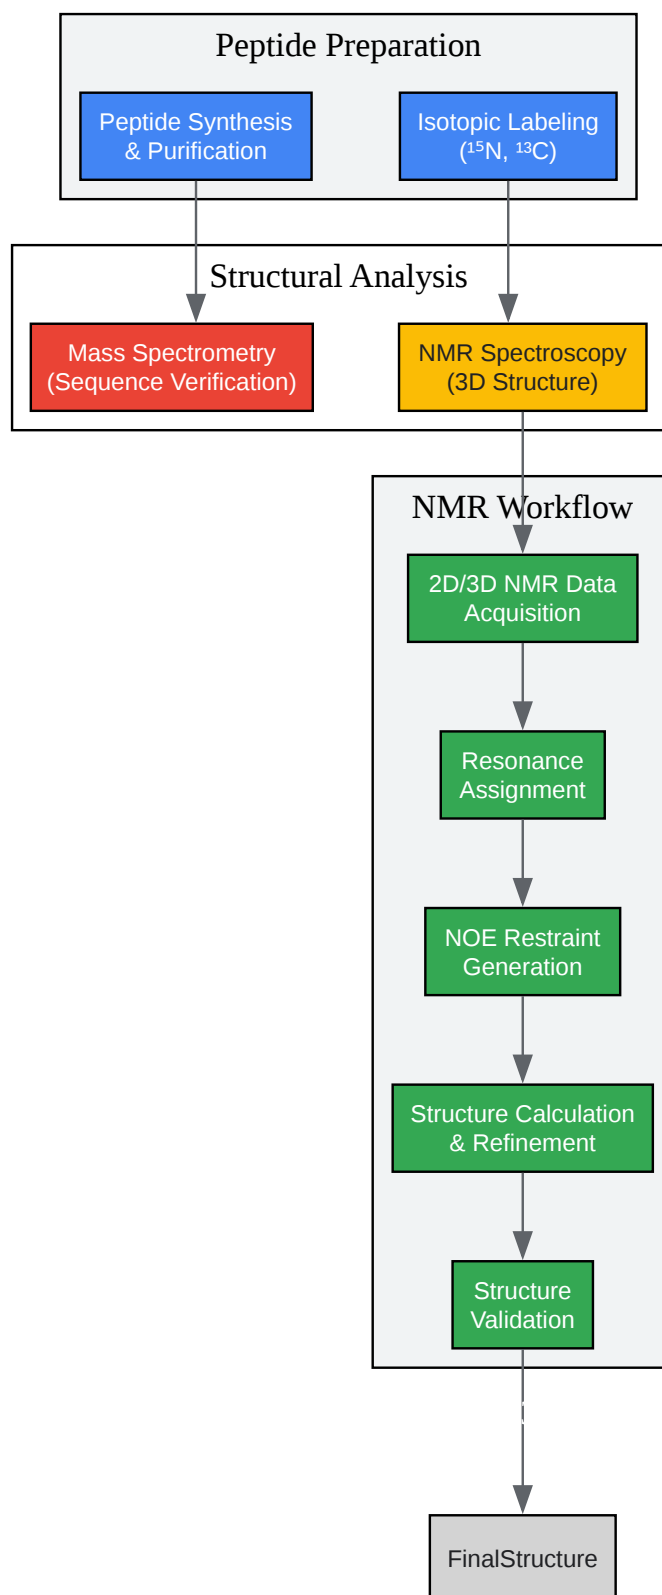 Peptide Preparation
Peptide Synthesis
& Purification
Isotopic Labeling
(¹⁵N, ¹³C)
Structural Analysis
Mass Spectrometry
(Sequence Verification)
NMR Spectroscopy
(3D Structure)
NMR Workflow
2D/3D NMR Data
Acquisition
Resonance
Assignment
NOE Restraint
Generation
Structure Calculation
& Refinement
Structure
Validation
FinalStructure